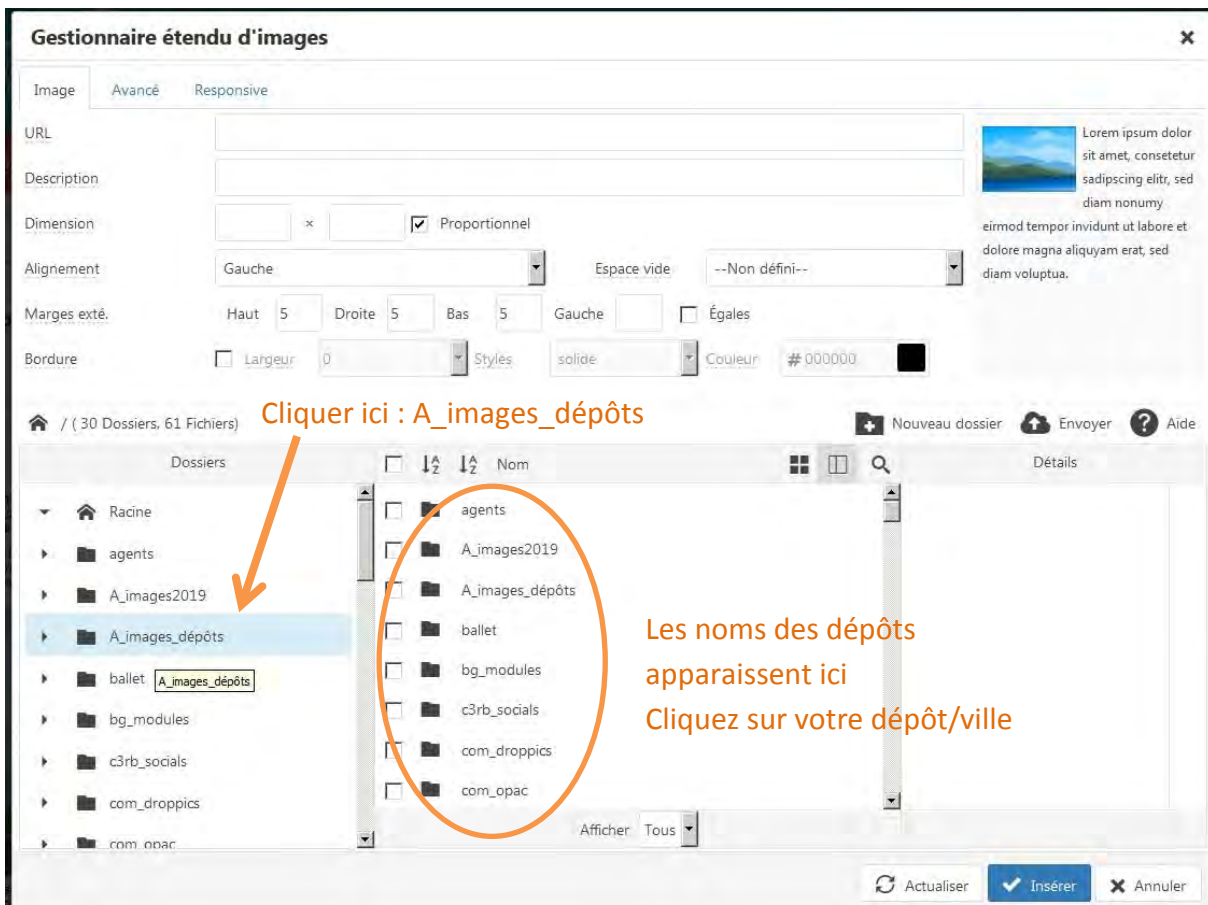 Gestionnaire étendu d'images
Image Avancé Responsive
URL
Description
Dimension × Proportionnel
Alignement Gauche Espace vide --Non défini--
Marges exté. Haut 5 Droite 5 Bas 5 Gauche Égales
Bordure Largeur 0 Styles solide Couleur #000000
Lorem ipsum dolor
sit amet, consetetur
sadipscing elitr, sed
diam nonumy
eirmod tempor invidunt ut labore et
dolore magna aliquyam erat, sed
diam voluptua.
Cliquer ici : A_images_dépôts
/ ( 30 Dossiers, 61 Fichiers)
Nouveau dossier Envoyer ? Aide
Dossiers
Racine
agents
A_images2019
A_images_dépôts
ballet
A_images_dépôts
bg_modules
c3rb_socials
com_droppics
com_opac
Nom
agents
A_images2019
A_images_dépôts
ballet
bg_modules
c3rb_socials
com_droppics
com_opac
Afficher Tous
Détails
Les noms des dépôts
apparaissent ici
Cliquez sur votre dépôt/ville
Actualiser Insérer Annuler